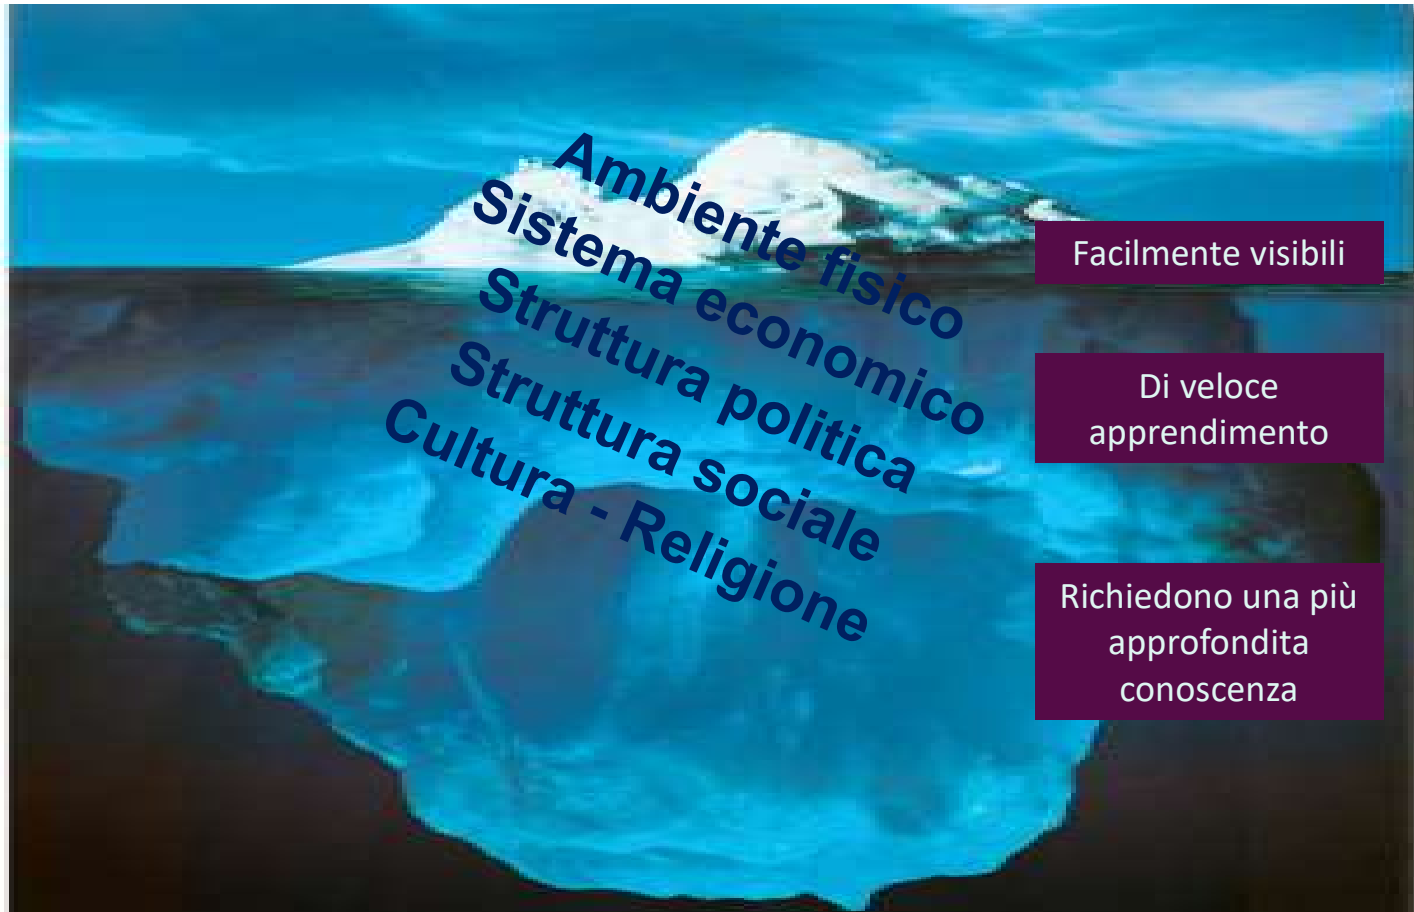 Ambiente fisico
Sistema economico
Struttura politica
Struttura sociale
Cultura - Religione
Facilmente visibili
Di veloce
apprendimento
Richiedono una più
approfondita
conoscenza